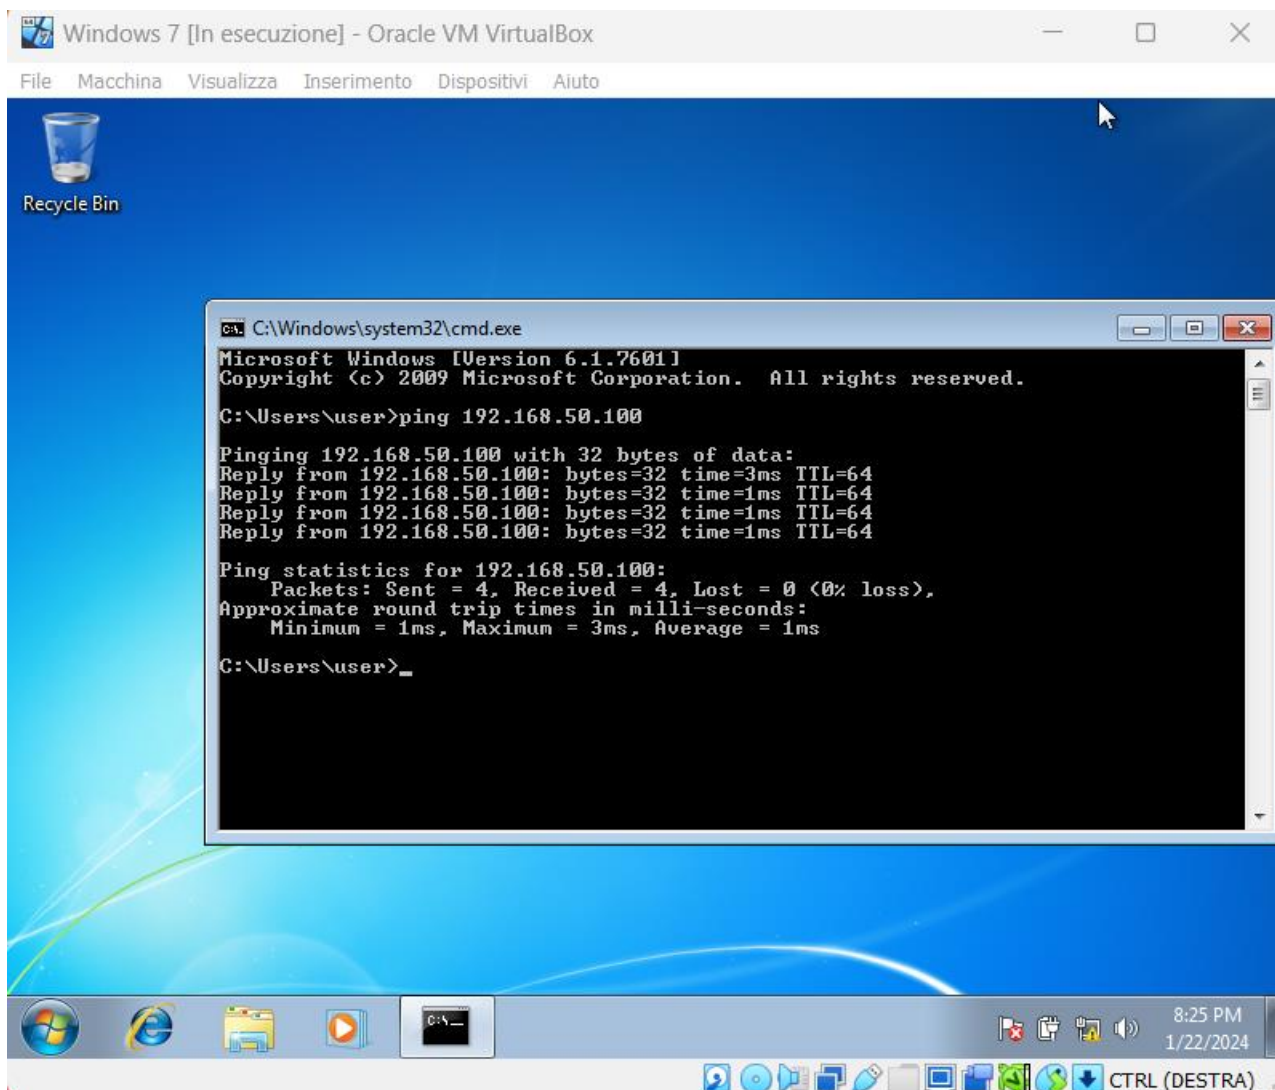 Windows 7 [In esecuzione] - Oracle VM VirtualBox
File Macchina Visualizza Inserimento Dispositivi Aiuto
Recycle Bin
C:\Windows\system32\cmd.exe
Microsoft Windows [Version 6.1.7601]
Copyright (c) 2009 Microsoft Corporation.  All rights reserved.
C:\Users\user>ping 192.168.50.100
Pinging 192.168.50.100 with 32 bytes of data:
Reply from 192.168.50.100: bytes=32 time=3ms TTL=64
Reply from 192.168.50.100: bytes=32 time=1ms TTL=64
Reply from 192.168.50.100: bytes=32 time=1ms TTL=64
Reply from 192.168.50.100: bytes=32 time=1ms TTL=64
Ping statistics for 192.168.50.100:
    Packets: Sent = 4, Received = 4, Lost = 0 (0% loss),
Approximate round trip times in milli-seconds:
    Minimum = 1ms, Maximum = 3ms, Average = 1ms
C:\Users\user>_
8:25 PM
1/22/2024
CTRL (DESTRA)